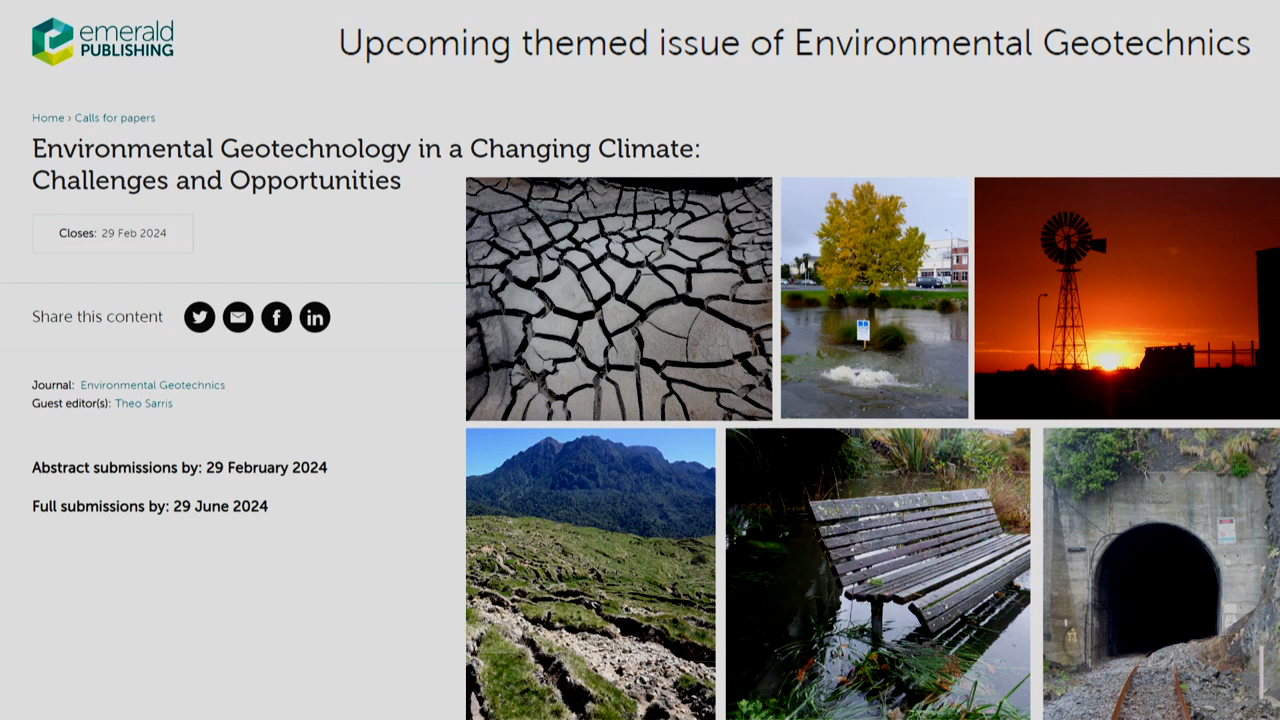 emerald
PUBLISHING
Upcoming themed issue of Environmental Geotechnics
Home › Calls for papers
Environmental Geotechnology in a Changing Climate:
Challenges and Opportunities
Closes: 29 Feb 2024
Share this content
Journal: Environmental Geotechnics
Guest editor(s): Theo Sarris
Abstract submissions by: 29 February 2024
Full submissions by: 29 June 2024